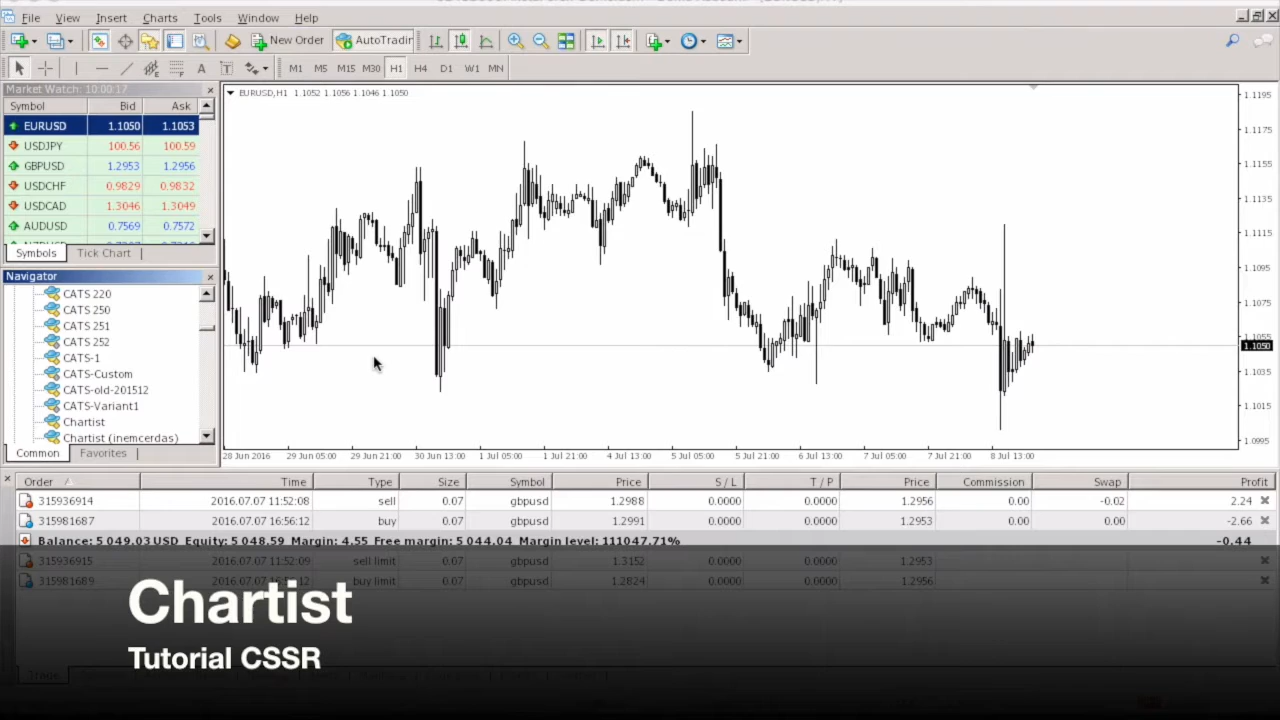 File View Insert Charts Tools Window Help
New Order AutoTradin
A T M1 M5 M15 M30 H1 H4 D1 W1 MN
Market Watch: 10:00:17
Symbol Bid Ask
EURUSD 1.1050 1.1053
USDJPY 100.56 100.59
GBPUSD 1.2953 1.2956
USDCHF 0.9829 0.9832
USDCAD 1.3046 1.3049
AUDUSD 0.7569 0.7572
Symbols Tick Chart
Navigator
CATS 220
CATS 250
CATS 251
CATS 252
CATS-1
CATS-Custom
CATS-old-201512
CATS-Variant1
Chartist
Chartist (inemcerdas)
Common Favorites
EURUSD,H1 1.1052 1.1056 1.1046 1.1050
1.1195
1.1175
1.1155
1.1135
1.1115
1.1095
1.1075
1.1055
1.1050
1.1035
1.1015
1.0995
28 Jun 2016 29 Jun 05:00 29 Jun 21:00 30 Jun 13:00 1 Jul 05:00 1 Jul 21:00 4 Jul 13:00 5 Jul 05:00 5 Jul 21:00 6 Jul 13:00 7 Jul 05:00 7 Jul 21:00 8 Jul 13:00
Order Time Type Size Symbol Price S / L T / P Price Commission Swap Profit
315936914 2016.07.07 11:52:08 sell 0.07 gbpusd 1.2988 0.0000 0.0000 1.2956 0.00 -0.02 2.24
315981687 2016.07.07 16:56:12 buy 0.07 gbpusd 1.2991 0.0000 0.0000 1.2953 0.00 0.00 -2.66
Balance: 5 049.03 USD Equity: 5 048.59 Margin: 4.55 Free margin: 5 044.04 Margin level: 111047.71% -0.44
315936915 2016.07.07 11:52:09 sell limit 0.07 gbpusd 1.3152 0.0000 0.0000 1.2953
315981689 buy limit 0.07 gbpusd 1.2824 0.0000 0.0000 1.2956
Chartist
Tutorial CSSR